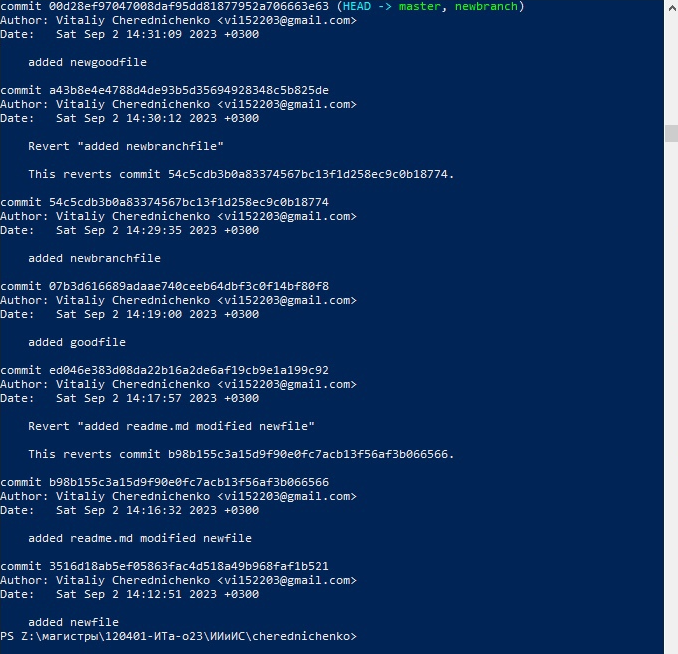 commit 00d28ef97047008daf95dd81877952a706663e63 (HEAD -> master, newbranch)
Author: Vitaliy Cherednichenko <vi152203@gmail.com>
Date:   Sat Sep 2 14:31:09 2023 +0300

    added newgoodfile

commit a43b8e4e4788d4de93b5d35694928348c5b825de
Author: Vitaliy Cherednichenko <vi152203@gmail.com>
Date:   Sat Sep 2 14:30:12 2023 +0300

    Revert "added newbranchfile"

    This reverts commit 54c5cdb3b0a83374567bc13f1d258ec9c0b18774.

commit 54c5cdb3b0a83374567bc13f1d258ec9c0b18774
Author: Vitaliy Cherednichenko <vi152203@gmail.com>
Date:   Sat Sep 2 14:29:35 2023 +0300

    added newbranchfile

commit 07b3d616689adaae740ceeb64dbf3c0f14bf80f8
Author: Vitaliy Cherednichenko <vi152203@gmail.com>
Date:   Sat Sep 2 14:19:00 2023 +0300

    added goodfile

commit ed046e383d08da22b16a2de6af19cb9e1a199c92
Author: Vitaliy Cherednichenko <vi152203@gmail.com>
Date:   Sat Sep 2 14:17:57 2023 +0300

    Revert "added readme.md modified newfile"

    This reverts commit b98b155c3a15d9f90e0fc7acb13f56af3b066566.

commit b98b155c3a15d9f90e0fc7acb13f56af3b066566
Author: Vitaliy Cherednichenko <vi152203@gmail.com>
Date:   Sat Sep 2 14:16:32 2023 +0300

    added readme.md modified newfile

commit 3516d18ab5ef05863fac4d518a49b968faf1b521
Author: Vitaliy Cherednichenko <vi152203@gmail.com>
Date:   Sat Sep 2 14:12:51 2023 +0300

    added newfile
PS Z:\магистры\120401-ИТа-о23\ИИиИС\cherednichenko>